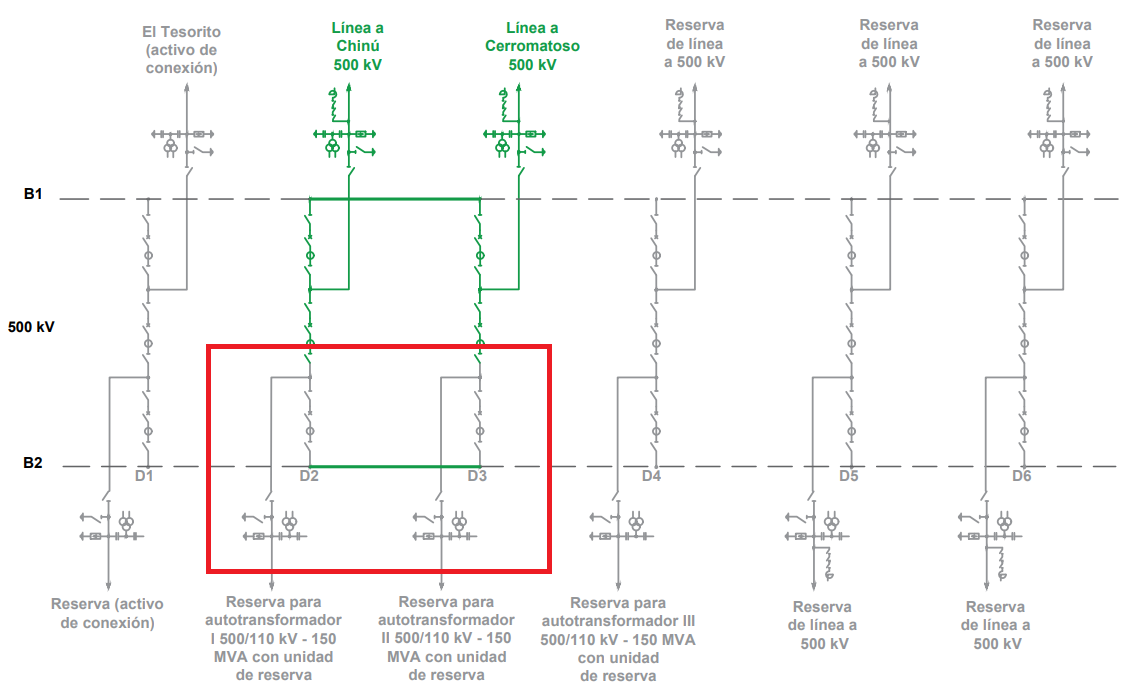 El Tesorito
(activo de
conexión)
Línea a
Chinú
500 kV
Línea a
Cerromatoso
500 kV
Reserva
de línea
a 500 kV
Reserva
de línea
a 500 kV
Reserva
de línea
a 500 kV
B1
500 kV
B2
D1
D2
D3
D4
D5
D6
Reserva (activo
de conexión)
Reserva para
autotransformador
I 500/110 kV - 150
MVA con unidad
de reserva
Reserva para
autotransformador
II 500/110 kV - 150
MVA con unidad
de reserva
Reserva para
autotransformador III
500/110 kV - 150 MVA
con unidad
de reserva
Reserva
de línea a
500 kV
Reserva
de línea a
500 kV